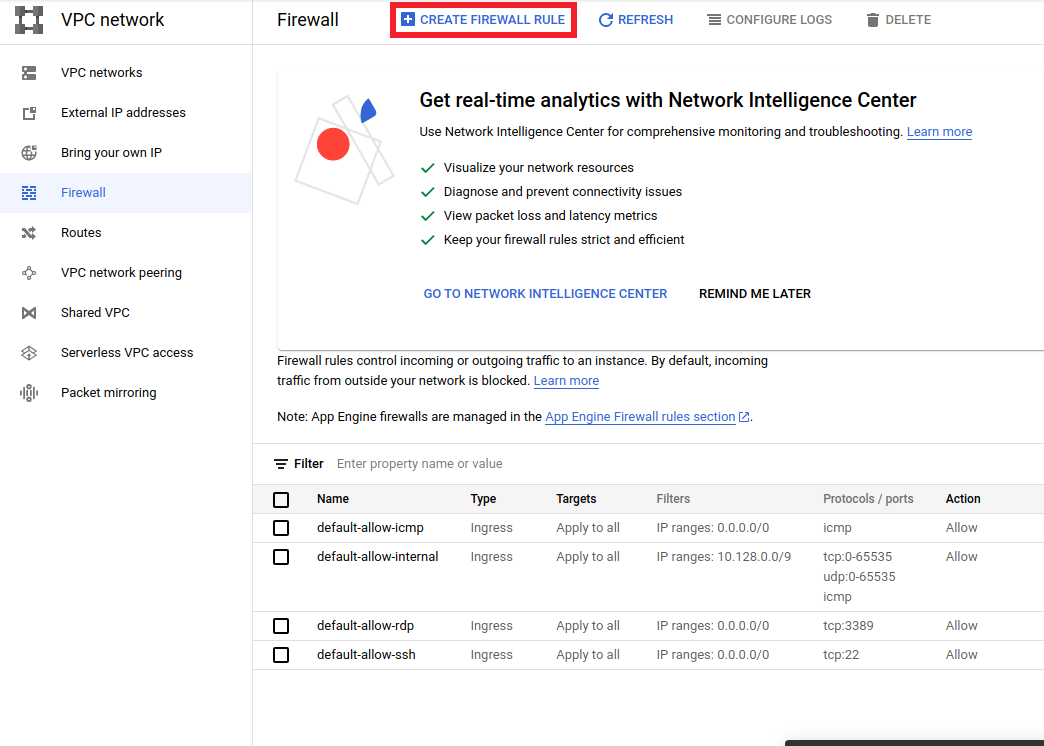 VPC network
Firewall
CREATE FIREWALL RULE
REFRESH
CONFIGURE LOGS
DELETE
VPC networks
External IP addresses
Bring your own IP
Firewall
Routes
VPC network peering
Shared VPC
Serverless VPC access
Packet mirroring
Get real-time analytics with Network Intelligence Center
Use Network Intelligence Center for comprehensive monitoring and troubleshooting. Learn more
Visualize your network resources
Diagnose and prevent connectivity issues
View packet loss and latency metrics
Keep your firewall rules strict and efficient
GO TO NETWORK INTELLIGENCE CENTER REMIND ME LATER
Firewall rules control incoming or outgoing traffic to an instance. By default, incoming
traffic from outside your network is blocked. Learn more
Note: App Engine firewalls are managed in the App Engine Firewall rules section.
Filter Enter property name or value
Name Type Targets Filters Protocols / ports Action
default-allow-icmp Ingress Apply to all IP ranges: 0.0.0.0/0 icmp Allow
default-allow-internal Ingress Apply to all IP ranges: 10.128.0.0/9 tcp:0-65535 Allow
udp:0-65535
icmp
default-allow-rdp Ingress Apply to all IP ranges: 0.0.0.0/0 tcp:3389 Allow
default-allow-ssh Ingress Apply to all IP ranges: 0.0.0.0/0 tcp:22 Allow